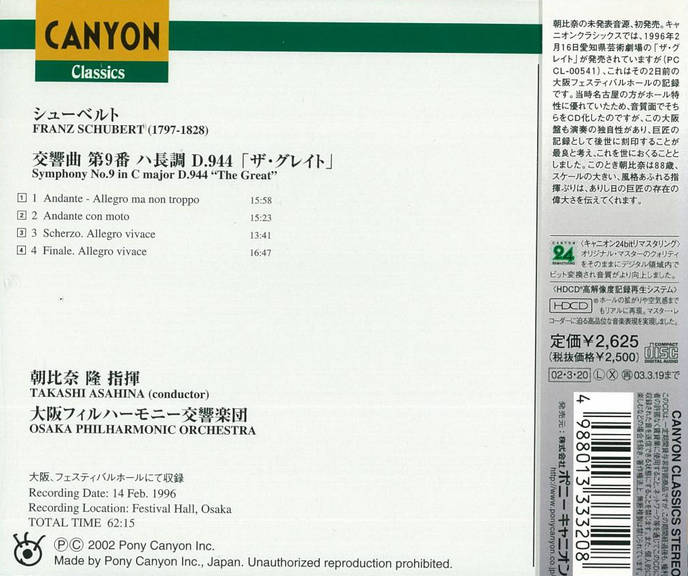 CANYON
Classics
シューベルト
FRANZ SCHUBERT (1797-1828)
交響曲 第9番 ハ長調 D.944「ザ・グレイト」
Symphony No.9 in C major D.944 “The Great”
1 1 Andante - Allegro ma non troppo 15:58
2 2 Andante con moto 15:23
3 3 Scherzo. Allegro vivace 13:41
4 4 Finale. Allegro vivace 16:47
朝比奈 隆 指揮
TAKASHI ASAHINA (conductor)
大阪フィルハーモニー交響楽団
OSAKA PHILHARMONIC ORCHESTRA
大阪、フェスティバルホールにて収録
Recording Date: 14 Feb. 1996
Recording Location: Festival Hall, Osaka
TOTAL TIME 62:15
ⓅⒸ 2002 Pony Canyon Inc.
Made by Pony Canyon Inc., Japan. Unauthorized reproduction prohibited.
朝比奈の未発表音源、初発売。キャ
ニオンクラシックスでは、1996年2
月16日愛知県芸術劇場の「ザ・グ
レイト」が発売されていますが(PC
CL-00541)、これはその2日前の
大阪フェスティバルホールの記録
です。当時名古屋の方がホール特
性に優れていたため、音質面でそち
らをCD化したのですが、この大阪
盤も演奏の独自性があり、巨匠の
記録として後世に刻印することが
最良と考え、これを世におくることと
しました。このとき朝比奈は88歳、
スケールの大きい、風格あふれる指
揮ぶりは、ありし日の巨匠の存在の
偉大さを伝えてくれます。
CANYON
24
REMASTERING
〈キャニオン24bitリマスタリング〉
オリジナル・マスターのクォリティ
をそのままにデジタル領域内で
ビット変換され音質がより向上しました。
〈HDCD®高解像度記録再生システム〉
HDCD
®ホールの拡がりや空気感まで
もリアルに再現。マスター・レ
コーダーに迫る高品位な音楽表現を実現しました。
定価¥2,625
(税抜価格¥2,500)
COMPACT
disc
DIGITAL AUDIO
02・3・20 Ⓛ Ⓧ 再 03.3.19まで
CANYON CLASSICS STEREO
発売元:株式会社ポニーキャニオン
http://www.ponycanyon.co.jp
4988013333208